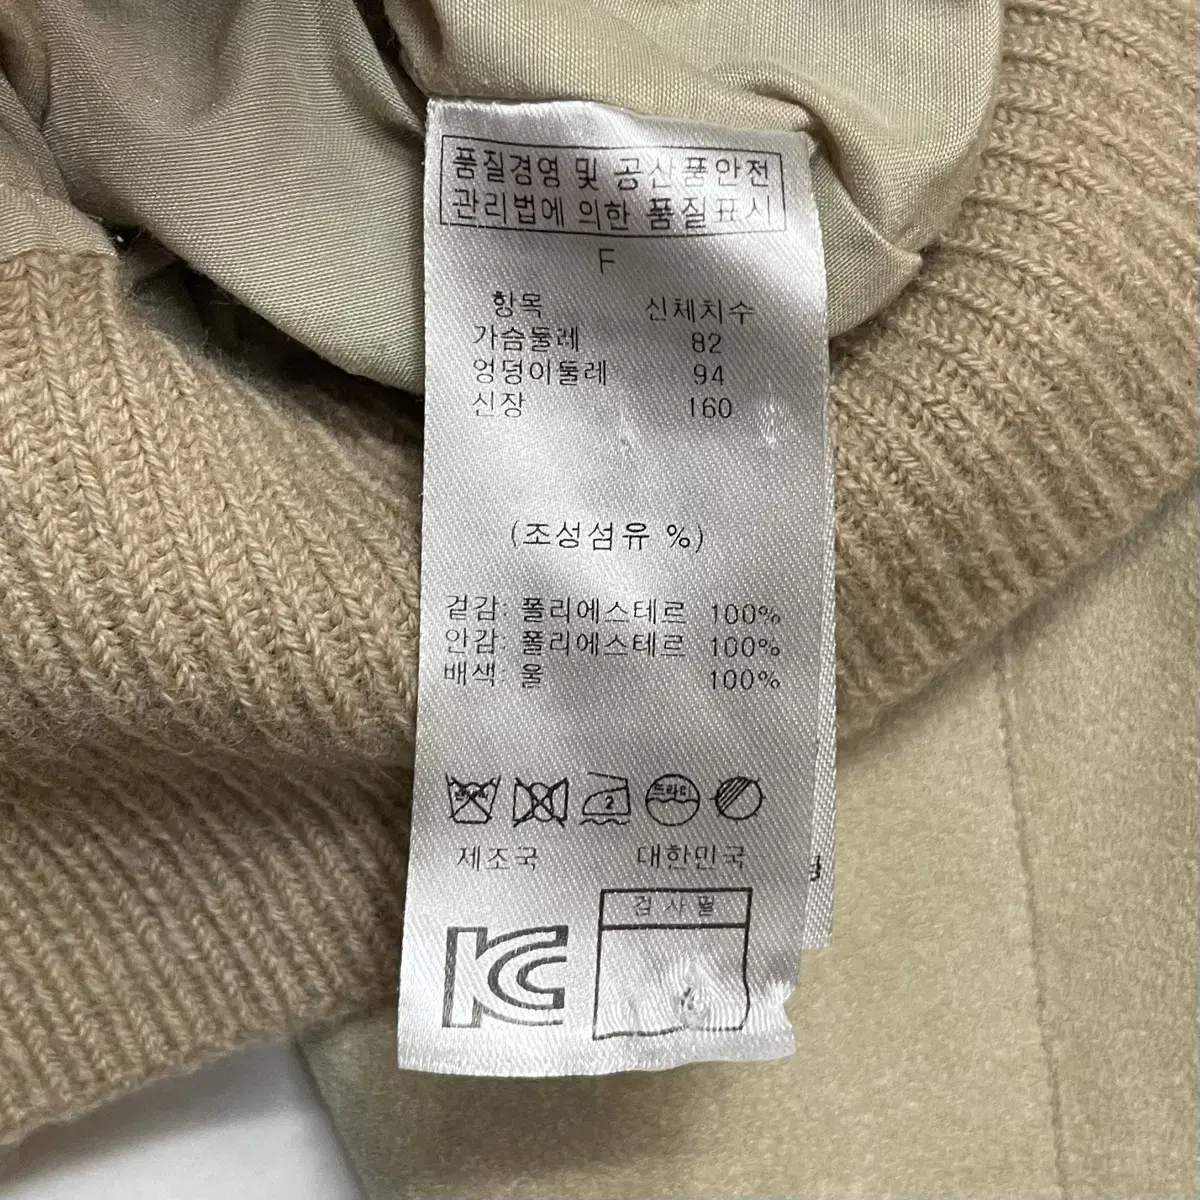 품질경영 및 공산품안전
관리법에 의한 품질표시
F
항목 신체치수
가슴둘레 82
엉덩이둘레 94
신장 160
(조성섬유 %)
겉감: 폴리에스테르 100%
안감: 폴리에스테르 100%
배색 울 100%
2 드라이
제조국 대한민국
검사필
KC